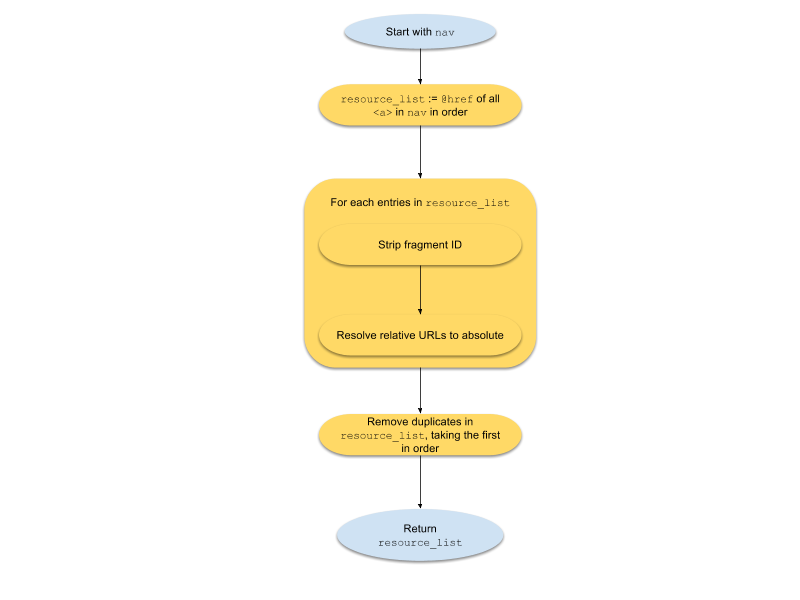 Start with nav
resource_list := @href of all
<a> in nav in order
For each entries in resource_list
Strip fragment ID
Resolve relative URLs to absolute
Remove duplicates in
resource_list, taking the first
in order
Return
resource_list